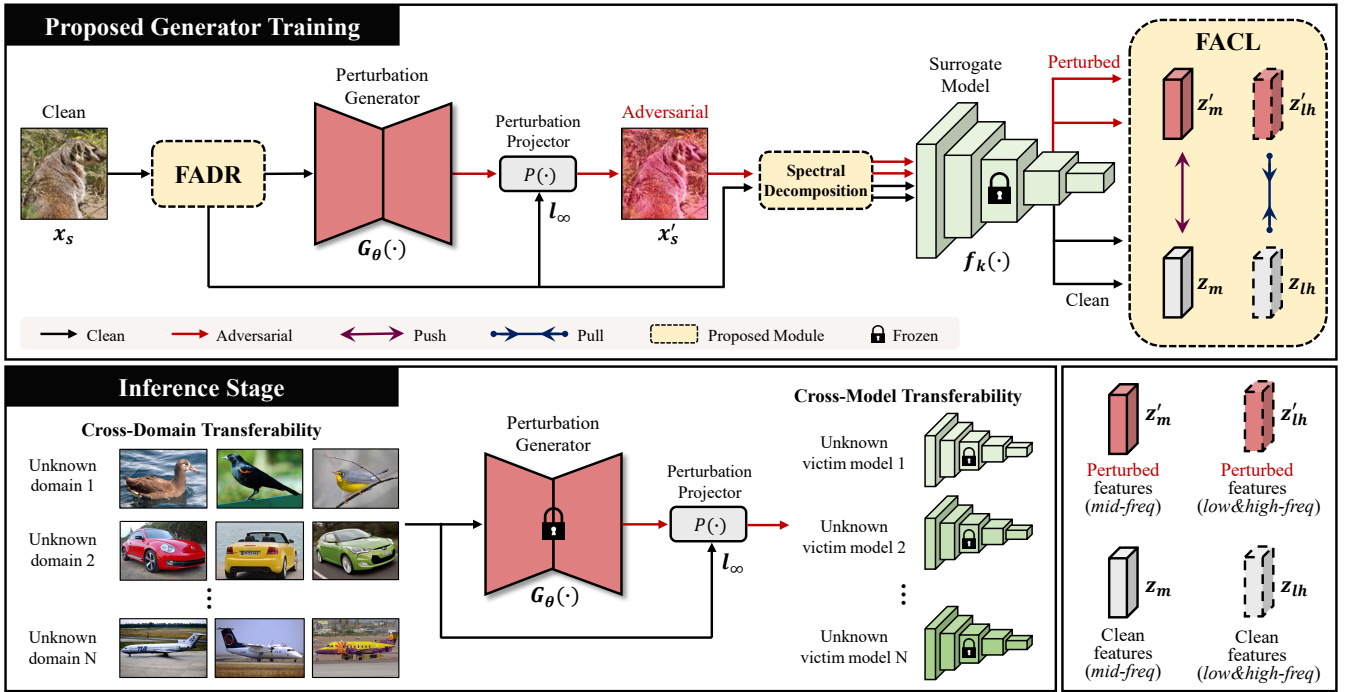 Proposed Generator Training
Clean
x_s
FADR
Perturbation
Generator
G_θ(·)
Perturbation
Projector
P(·)
l_∞
Adversarial
x'_s
Spectral
Decomposition
Surrogate
Model
f_k(·)
Perturbed
Clean
FACL
z'_m
z'_lh
z_m
z_lh
Clean
Adversarial
Push
Pull
Proposed Module
Frozen
Inference Stage
Cross-Domain Transferability
Unknown
domain 1
Unknown
domain 2
Unknown
domain N
Perturbation
Generator
G_θ(·)
Perturbation
Projector
P(·)
l_∞
Cross-Model Transferability
Unknown
victim model 1
Unknown
victim model 2
Unknown
victim model N
z'_m
Perturbed
features
(mid-freq)
z'_lh
Perturbed
features
(low&high-freq)
z_m
Clean
features
(mid-freq)
z_lh
Clean
features
(low&high-freq)